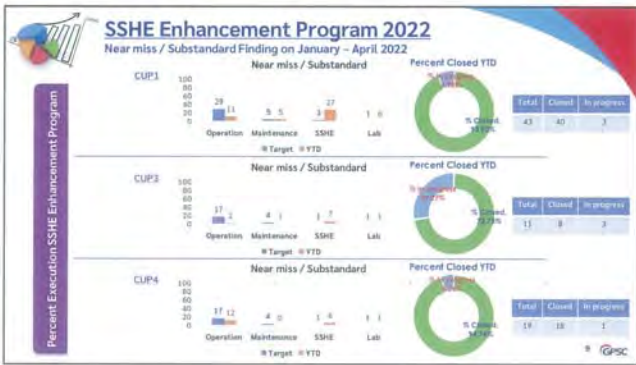 SSHE Enhancement Program 2022
Near miss / Substandard Finding on January – April 2022
Percent Execution SSHE Enhancement Program
CUP1
Near miss / Substandard
100
80
60
40
20
0
29 11
5 5
3 27
1 0
Operation Maintenance SSHE Lab
Target YTD
Percent Closed YTD
% Closed,
Total Closed In progress
43 40 3
CUP3
Near miss / Substandard
100
80
60
40
20
0
17 2
4 1
1 7
1 1
Operation Maintenance SSHE Lab
Target YTD
Percent Closed YTD
% In progress
% Closed,
Total Closed In progress
11 8 3
CUP4
Near miss / Substandard
100
80
60
40
20
0
17 12
4 0
1 6
1 1
Operation Maintenance SSHE Lab
Target YTD
Percent Closed YTD
% Closed,
Total Closed In progress
19 18 1
9 GPSC